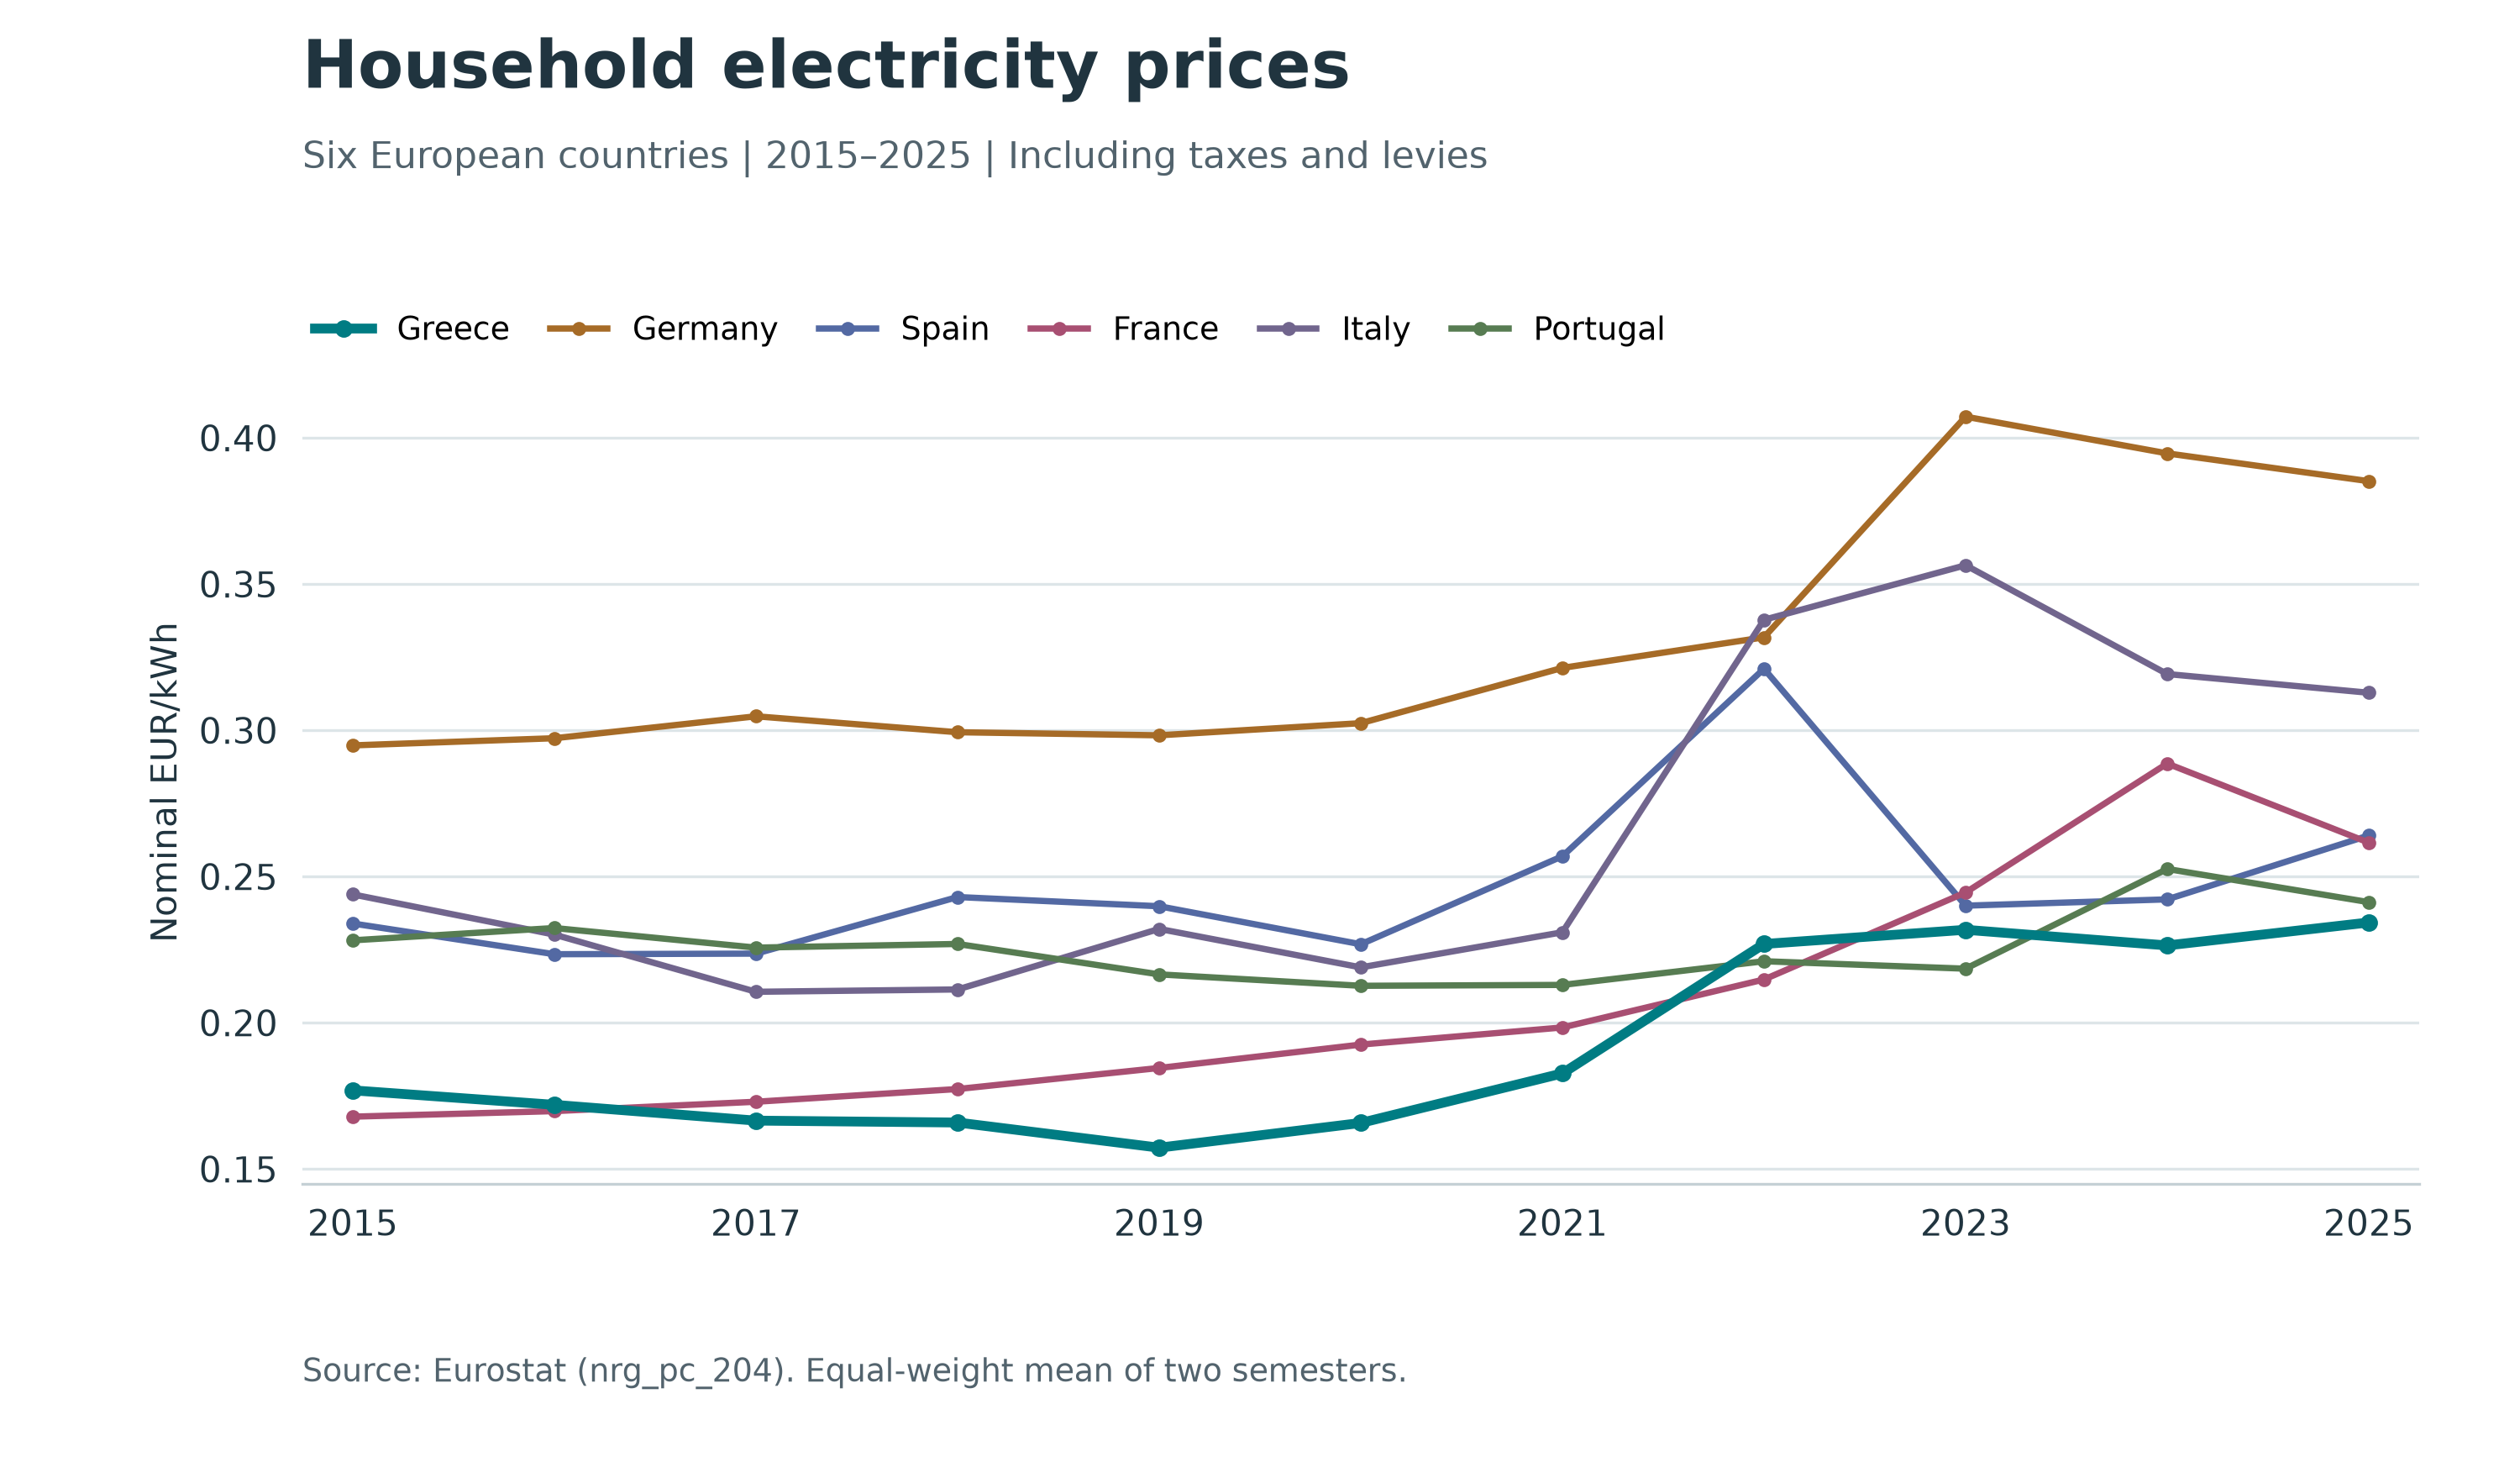 Household electricity prices
Six European countries | 2015–2025 | Including taxes and levies
Greece Germany Spain France Italy Portugal
Nominal EUR/kWh
0.40
0.35
0.30
0.25
0.20
0.15
2015 2017 2019 2021 2023 2025
Source: Eurostat (nrg_pc_204). Equal-weight mean of two semesters.